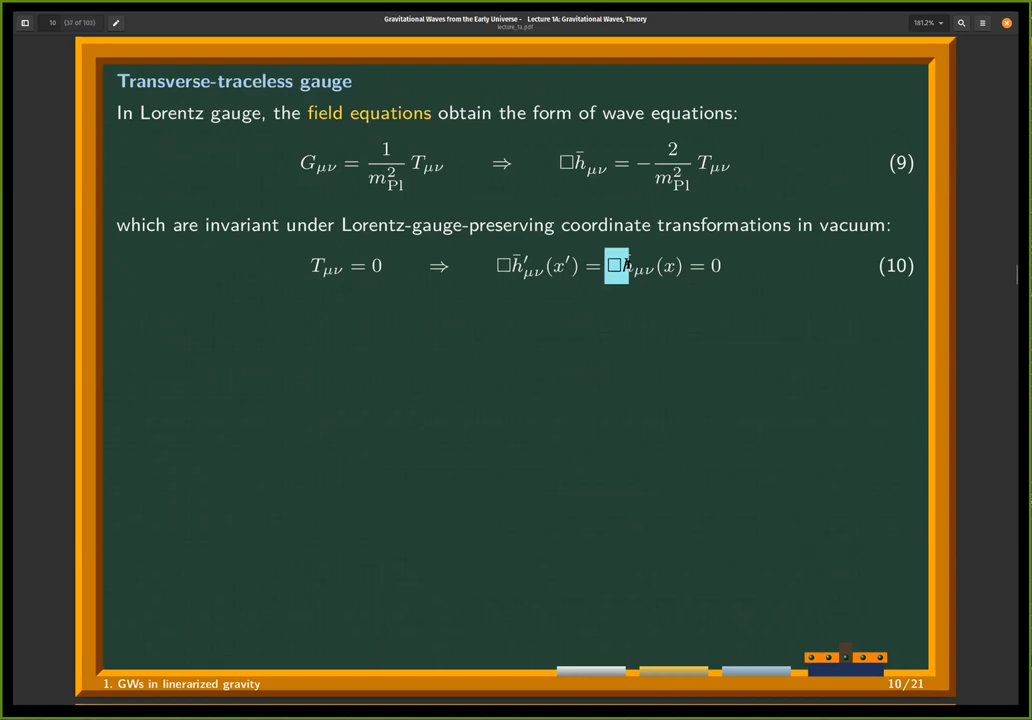 10 (37 of 103)
Gravitational Waves from the Early Universe - Lecture 1A: Gravitational Waves, Theory
lecture_1a.pdf
181.2%
Transverse-traceless gauge
In Lorentz gauge, the field equations obtain the form of wave equations:
G_μν = 1/m²_Pl T_μν ⇒ □h̄_μν = −2/m²_Pl T_μν (9)
which are invariant under Lorentz-gauge-preserving coordinate transformations in vacuum:
T_μν = 0 ⇒ □h̄′_μν(x′) = □h̄_μν(x) = 0 (10)
1. GWs in linerarized gravity 10/21